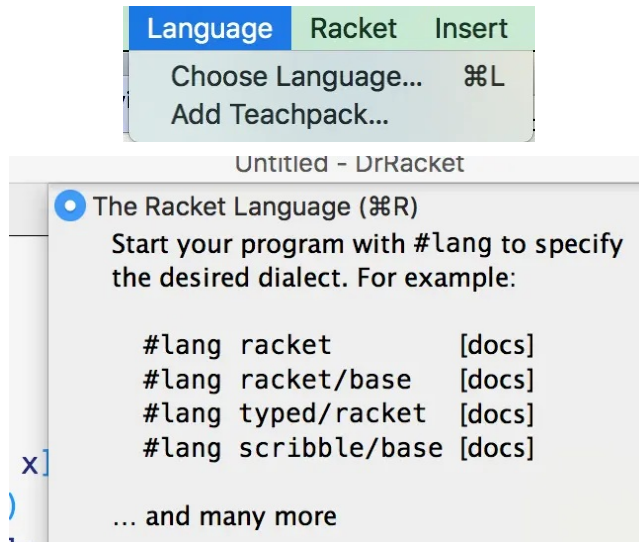 Language Racket Insert
Choose Language... ⌘L
Add Teachpack...
Untitled - DrRacket
The Racket Language (⌘R)
Start your program with #lang to specify
the desired dialect. For example:
#lang racket [docs]
#lang racket/base [docs]
#lang typed/racket [docs]
#lang scribble/base [docs]
x]
)
... and many more